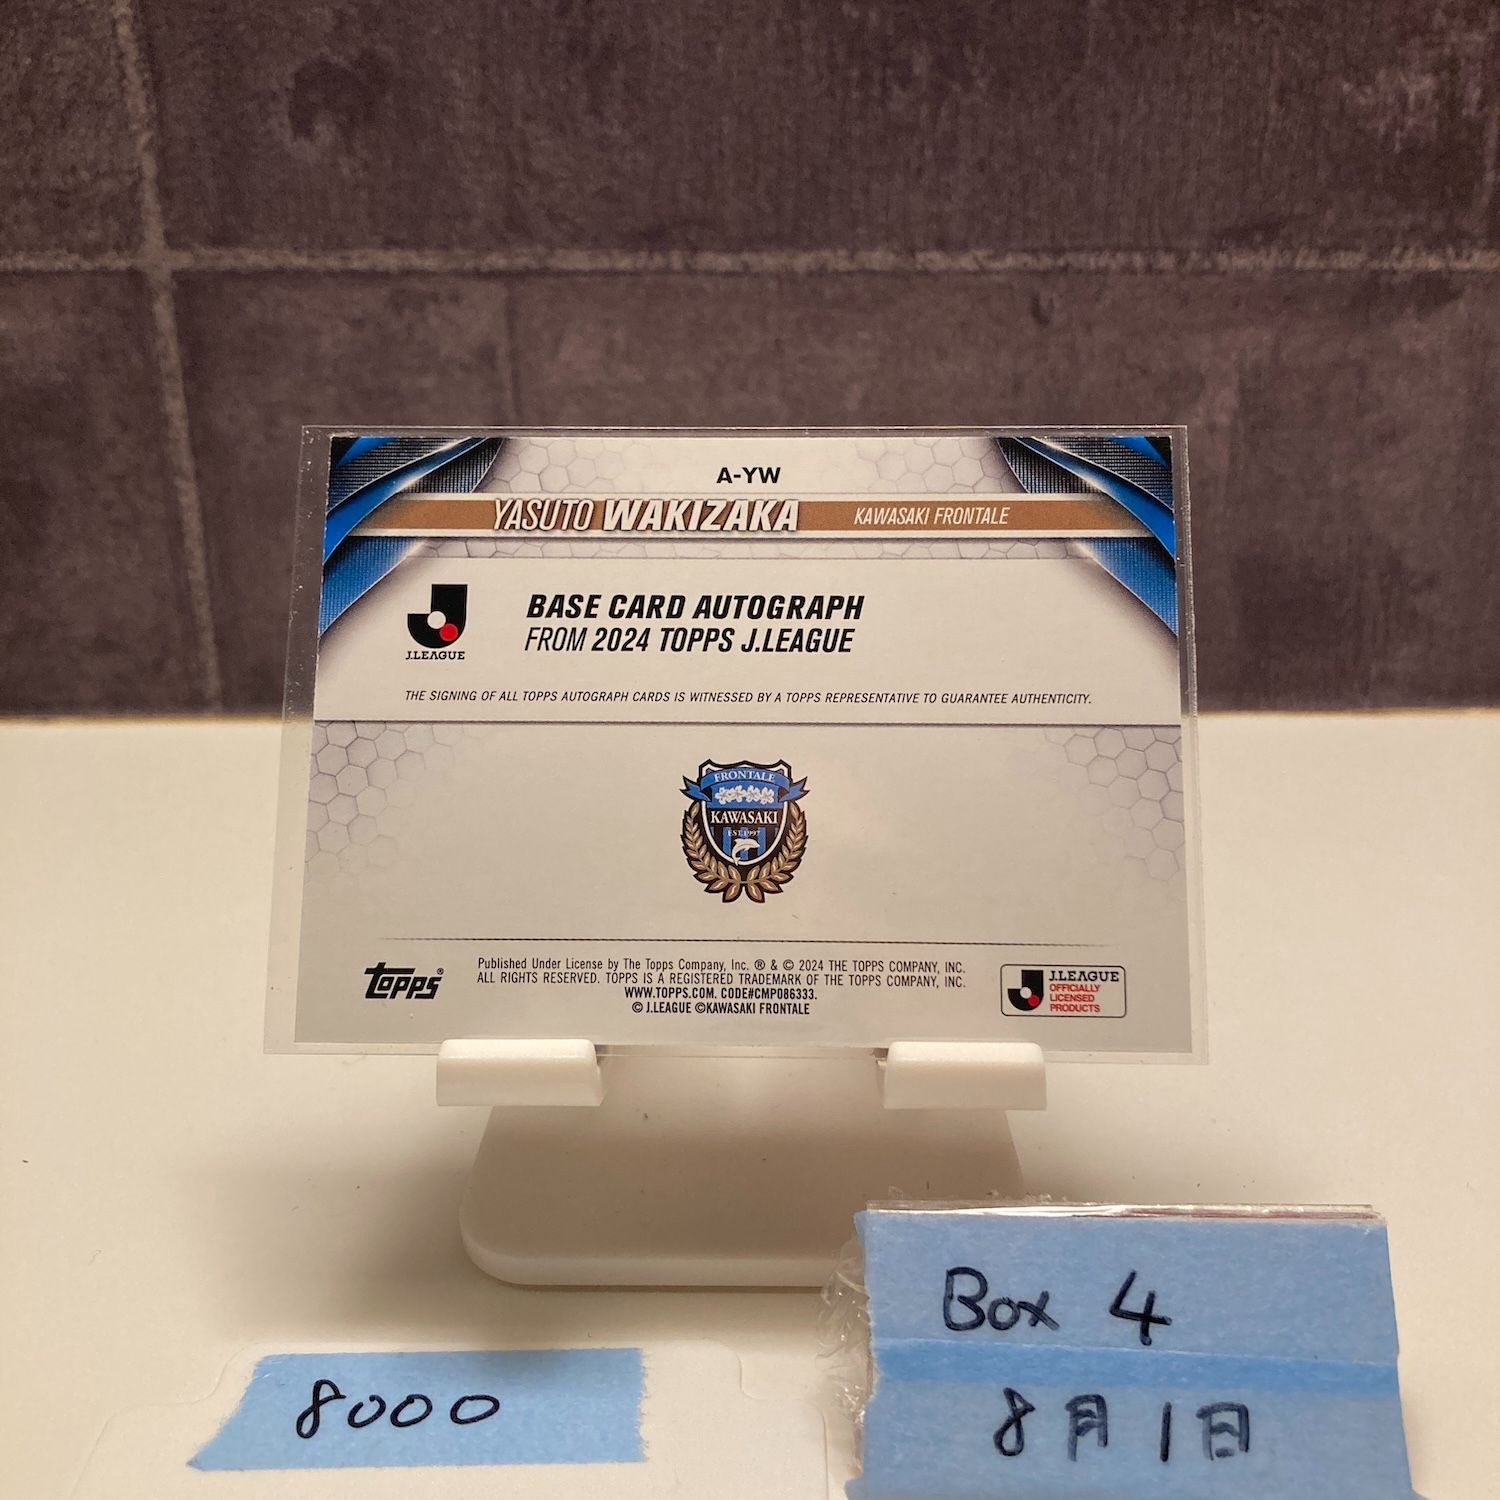 A-YW
YASUTO WAKIZAKA KAWASAKI FRONTALE
J.LEAGUE
BASE CARD AUTOGRAPH
FROM 2024 TOPPS J.LEAGUE
THE SIGNING OF ALL TOPPS AUTOGRAPH CARDS IS WITNESSED BY A TOPPS REPRESENTATIVE TO GUARANTEE AUTHENTICITY.
FRONTALE
KAWASAKI
EST.1997
topps®
Published Under License by The Topps Company, Inc. ® & © 2024 THE TOPPS COMPANY, INC.
ALL RIGHTS RESERVED. TOPPS IS A REGISTERED TRADEMARK OF THE TOPPS COMPANY, INC.
WWW.TOPPS.COM. CODE#CMP086333.
© J.LEAGUE ©KAWASAKI FRONTALE
J.LEAGUE
OFFICIALLY
LICENSED
PRODUCTS
8000
Box 4
8月1日